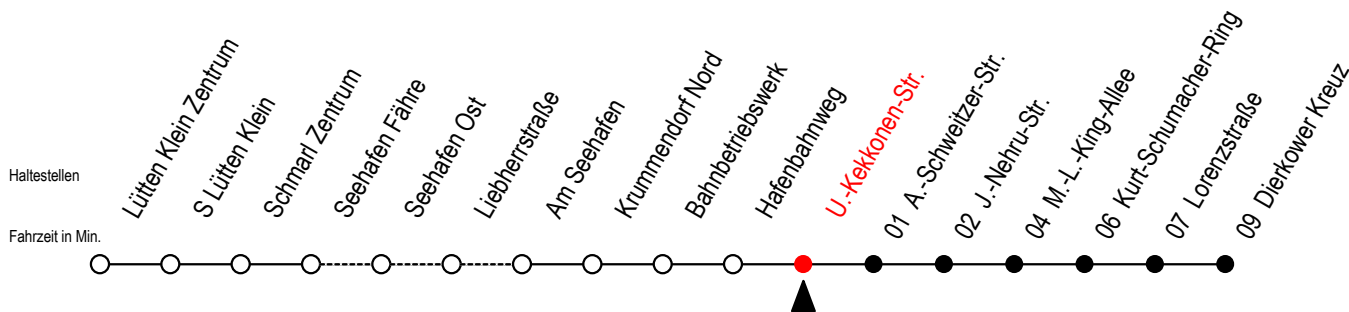 Haltestellen
Fahrzeit in Min.
Lütten Klein Zentrum
S Lütten Klein
Schmarl Zentrum
Seehafen Fähre
Seehafen Ost
Liebherrstraße
Am Seehafen
Krummendorf Nord
Bahnbetriebswerk
Hafenbahnweg
U.-Kekkonen-Str.
01 A.-Schweitzer-Str.
02 J.-Nehru-Str.
04 M.-L.-King-Allee
06 Kurt-Schumacher-Ring
07 Lorenzstraße
09 Dierkower Kreuz